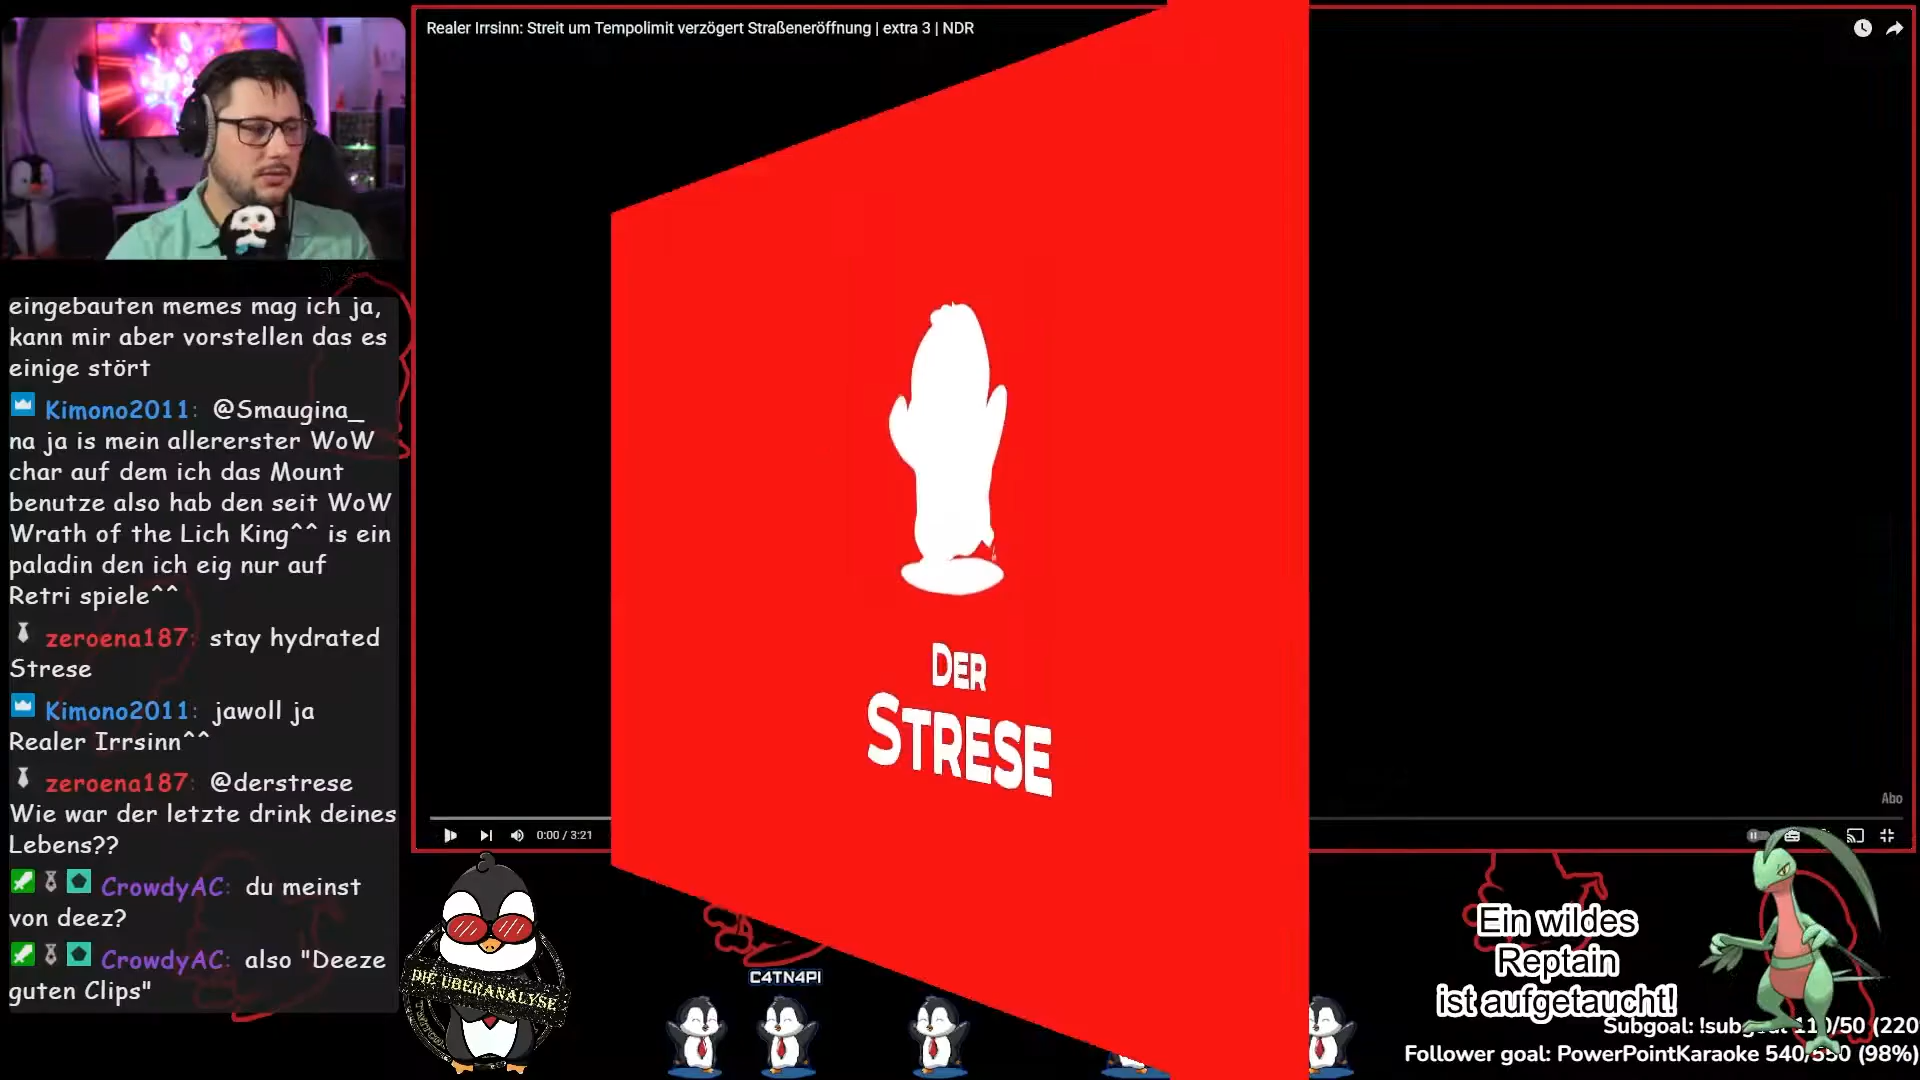 Realer Irrsinn: Streit um Tempolimit verzögert Straßeneröffnung | extra 3 | NDR
eingebauten memes mag ich ja,
kann mir aber vorstellen das es
einige stört
Kimono2011: @Smaugina_
na ja is mein allererster WoW
char auf dem ich das Mount
benutze also hab den seit WoW
Wrath of the Lich King^^ is ein
paladin den ich eig nur auf
Retri spiele^^
zeroena187: stay hydrated
Strese
Kimono2011: jawoll ja
Realer Irrsinn^^
zeroena187: @derstrese
Wie war der letzte drink deines
Lebens??
CrowdyAC: du meinst
von deez?
CrowdyAC: also "Deeze
guten Clips"
DER
STRESE
Abo
0:00 / 3:21
DIE ÜBERANALYSE
C4TN4PI
Ein wildes
Reptain
ist aufgetaucht!
Subgoal: 110/50
Follower goal: PowerPointKaraoke 540/550 (98%)